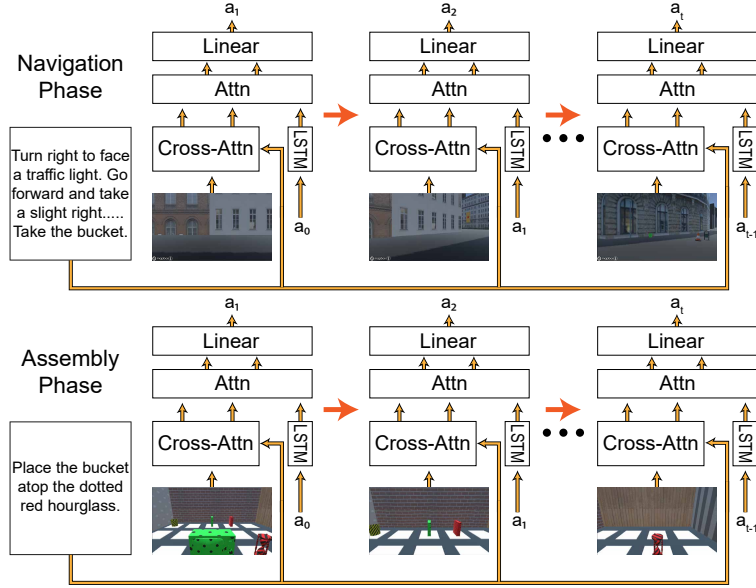 a1
a2
at
Linear
Linear
Linear
Navigation
Phase
Attn
Attn
Attn
Turn right to face
a traffic light. Go
forward and take
a slight right.....
Take the bucket.
Cross-Attn
LSTM
Cross-Attn
LSTM
•••
Cross-Attn
LSTM
a0
a1
at-1
a1
a2
at
Linear
Linear
Linear
Assembly
Phase
Attn
Attn
Attn
Place the bucket
atop the dotted
red hourglass.
Cross-Attn
LSTM
Cross-Attn
LSTM
•••
Cross-Attn
LSTM
a0
a1
at-1